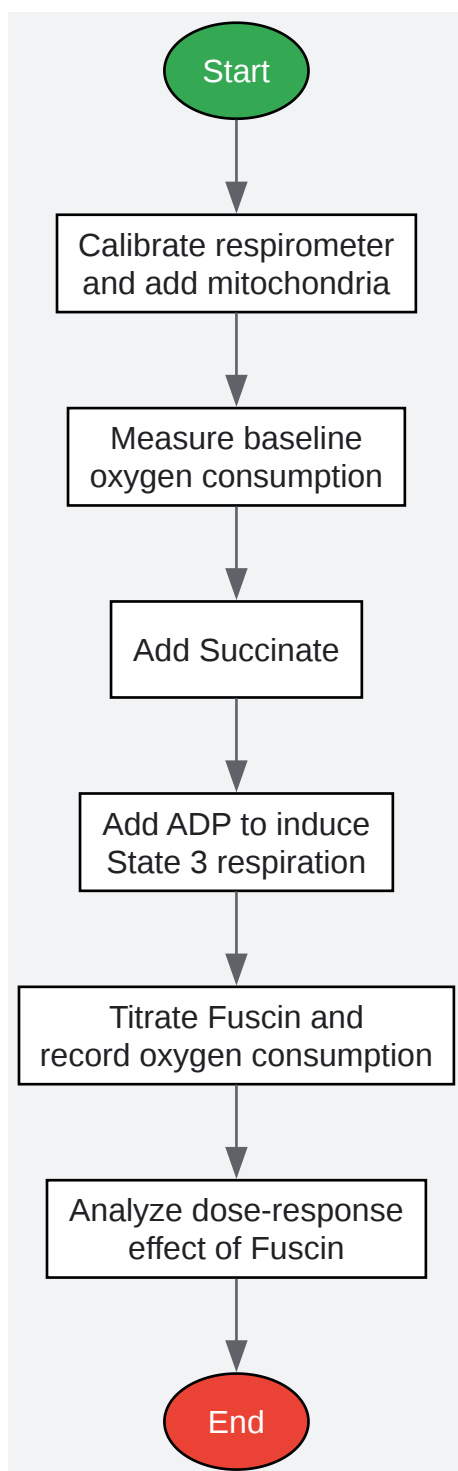 Start
Calibrate respirometer
and add mitochondria
Measure baseline
oxygen consumption
Add Succinate
Add ADP to induce
State 3 respiration
Titrate Fuscin and
record oxygen consumption
Analyze dose-response
effect of Fuscin
End